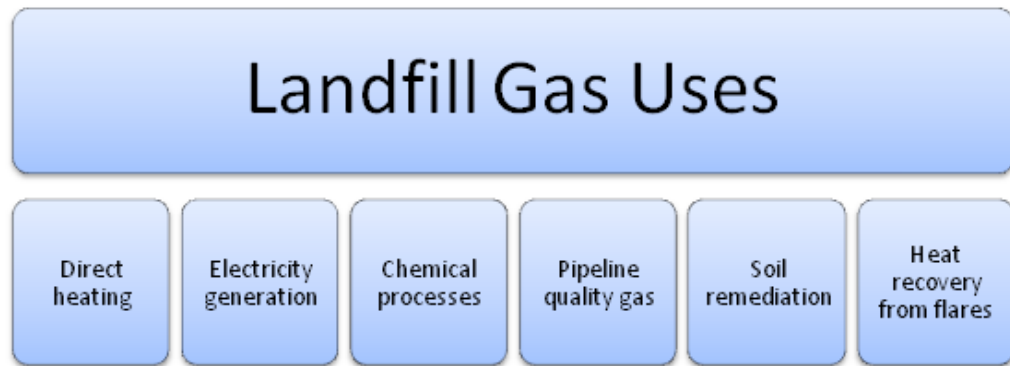 Landfill Gas Uses
Direct
heating
Electricity
generation
Chemical
processes
Pipeline
quality gas
Soil
remediation
Heat
recovery
from flares